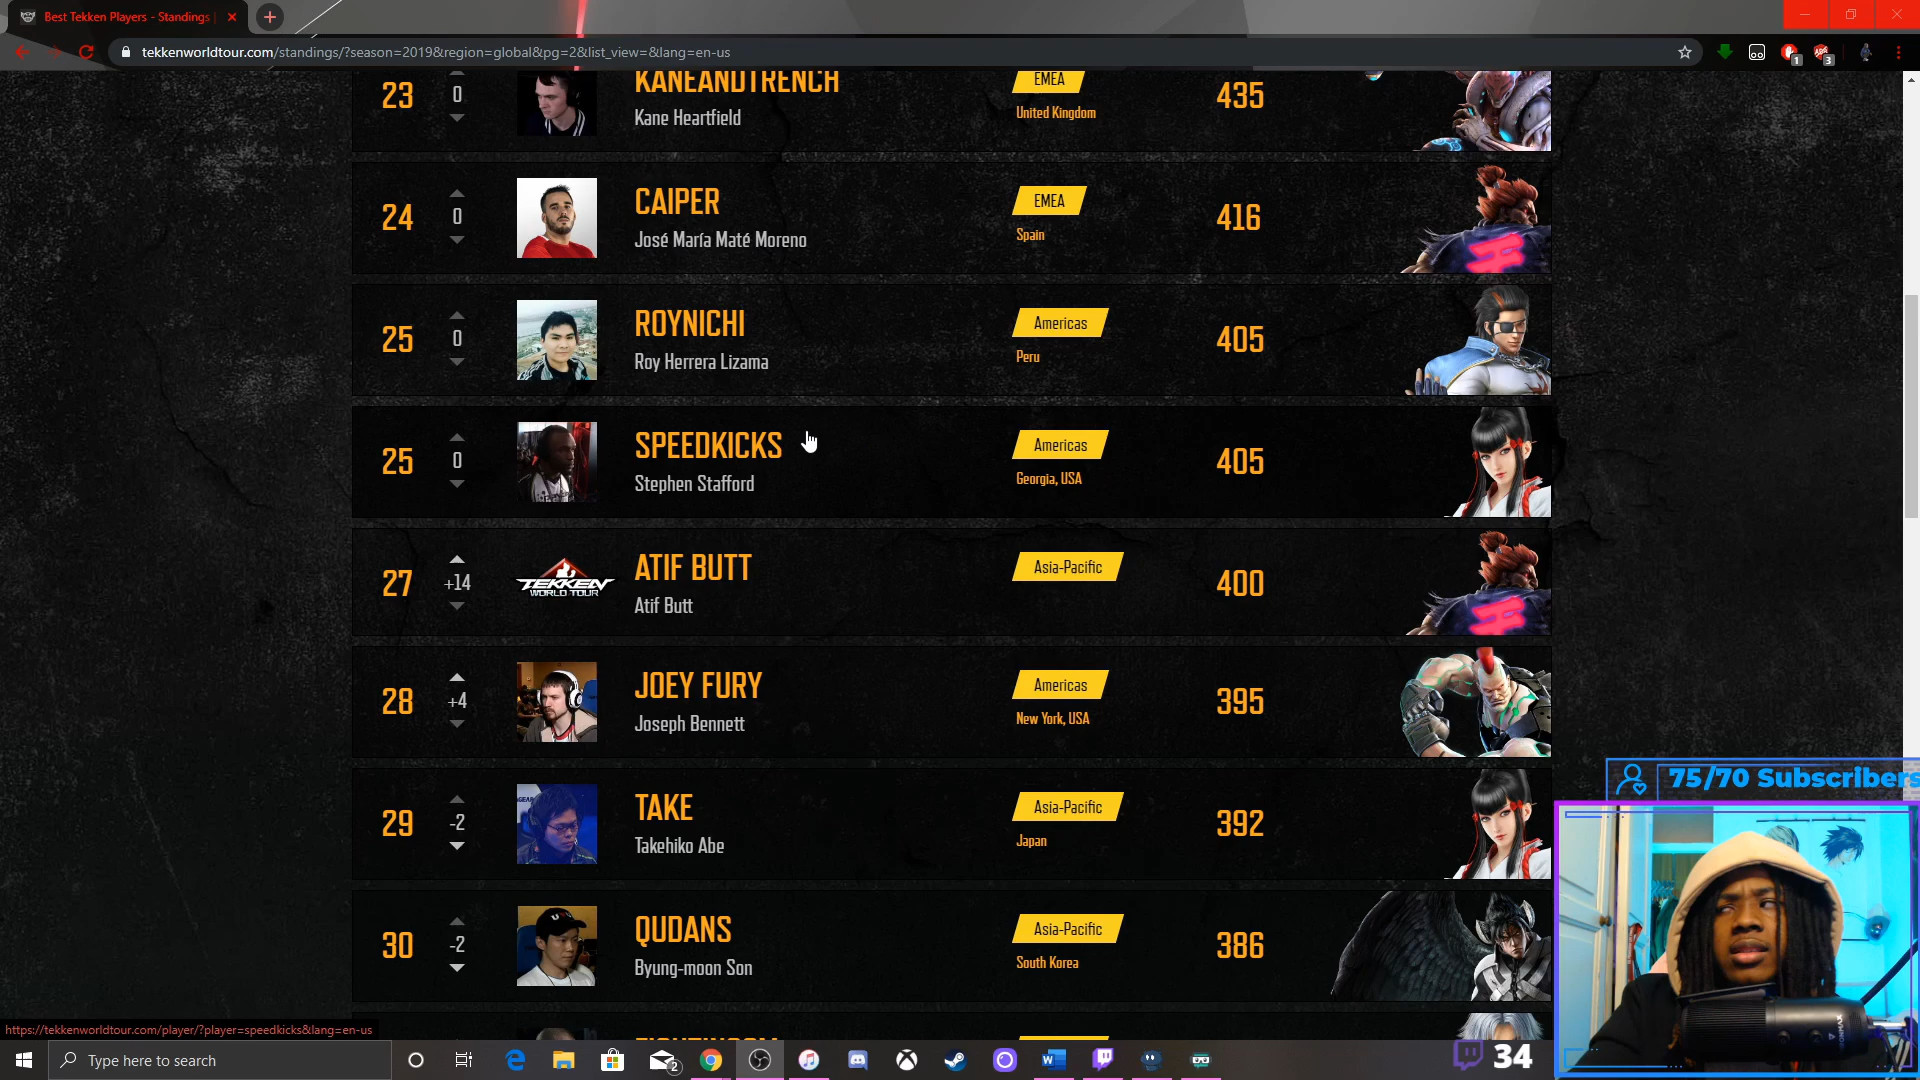 Best Tekken Players - Standings |
tekkenworldtour.com/standings/?season=2019&region=global&pg=2&list_view=&lang=en-us
1
3
23
0
KANEANDTRENCH
Kane Heartfield
EMEA
United Kingdom
435
24
0
CAIPER
José María Maté Moreno
EMEA
Spain
416
25
0
ROYNICHI
Roy Herrera Lizama
Americas
Peru
405
25
0
SPEEDKICKS
Stephen Stafford
Americas
Georgia, USA
405
27
+14
TEKKEN
WORLD TOUR
ATIF BUTT
Atif Butt
Asia-Pacific
400
28
+4
JOEY FURY
Joseph Bennett
Americas
New York, USA
395
29
-2
TAKE
Takehiko Abe
Asia-Pacific
Japan
392
30
-2
QUDANS
Byung-moon Son
Asia-Pacific
South Korea
386
75/70 Subscribers
https://tekkenworldtour.com/player/?player=speedkicks&lang=en-us
Type here to search
2
34